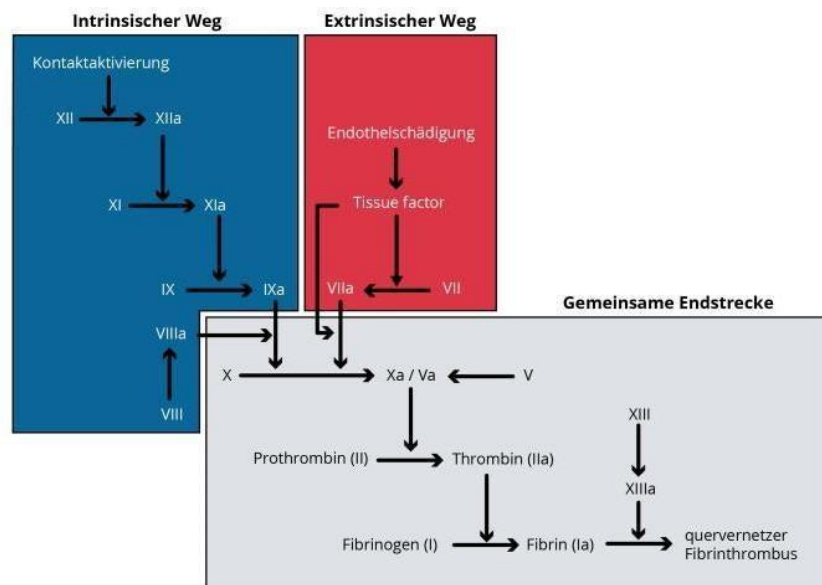 Intrinsischer Weg
Extrinsischer Weg
Kontaktaktivierung
XII
XIIa
Endothelschädigung
XI
XIa
Tissue factor
IX
IXa
VIIa
VII
Gemeinsame Endstrecke
VIIIa
X
Xa / Va
V
VIII
XIII
Prothrombin (II)
Thrombin (IIa)
XIIIa
Fibrinogen (I)
Fibrin (Ia)
quervernetzer
Fibrinthrombus